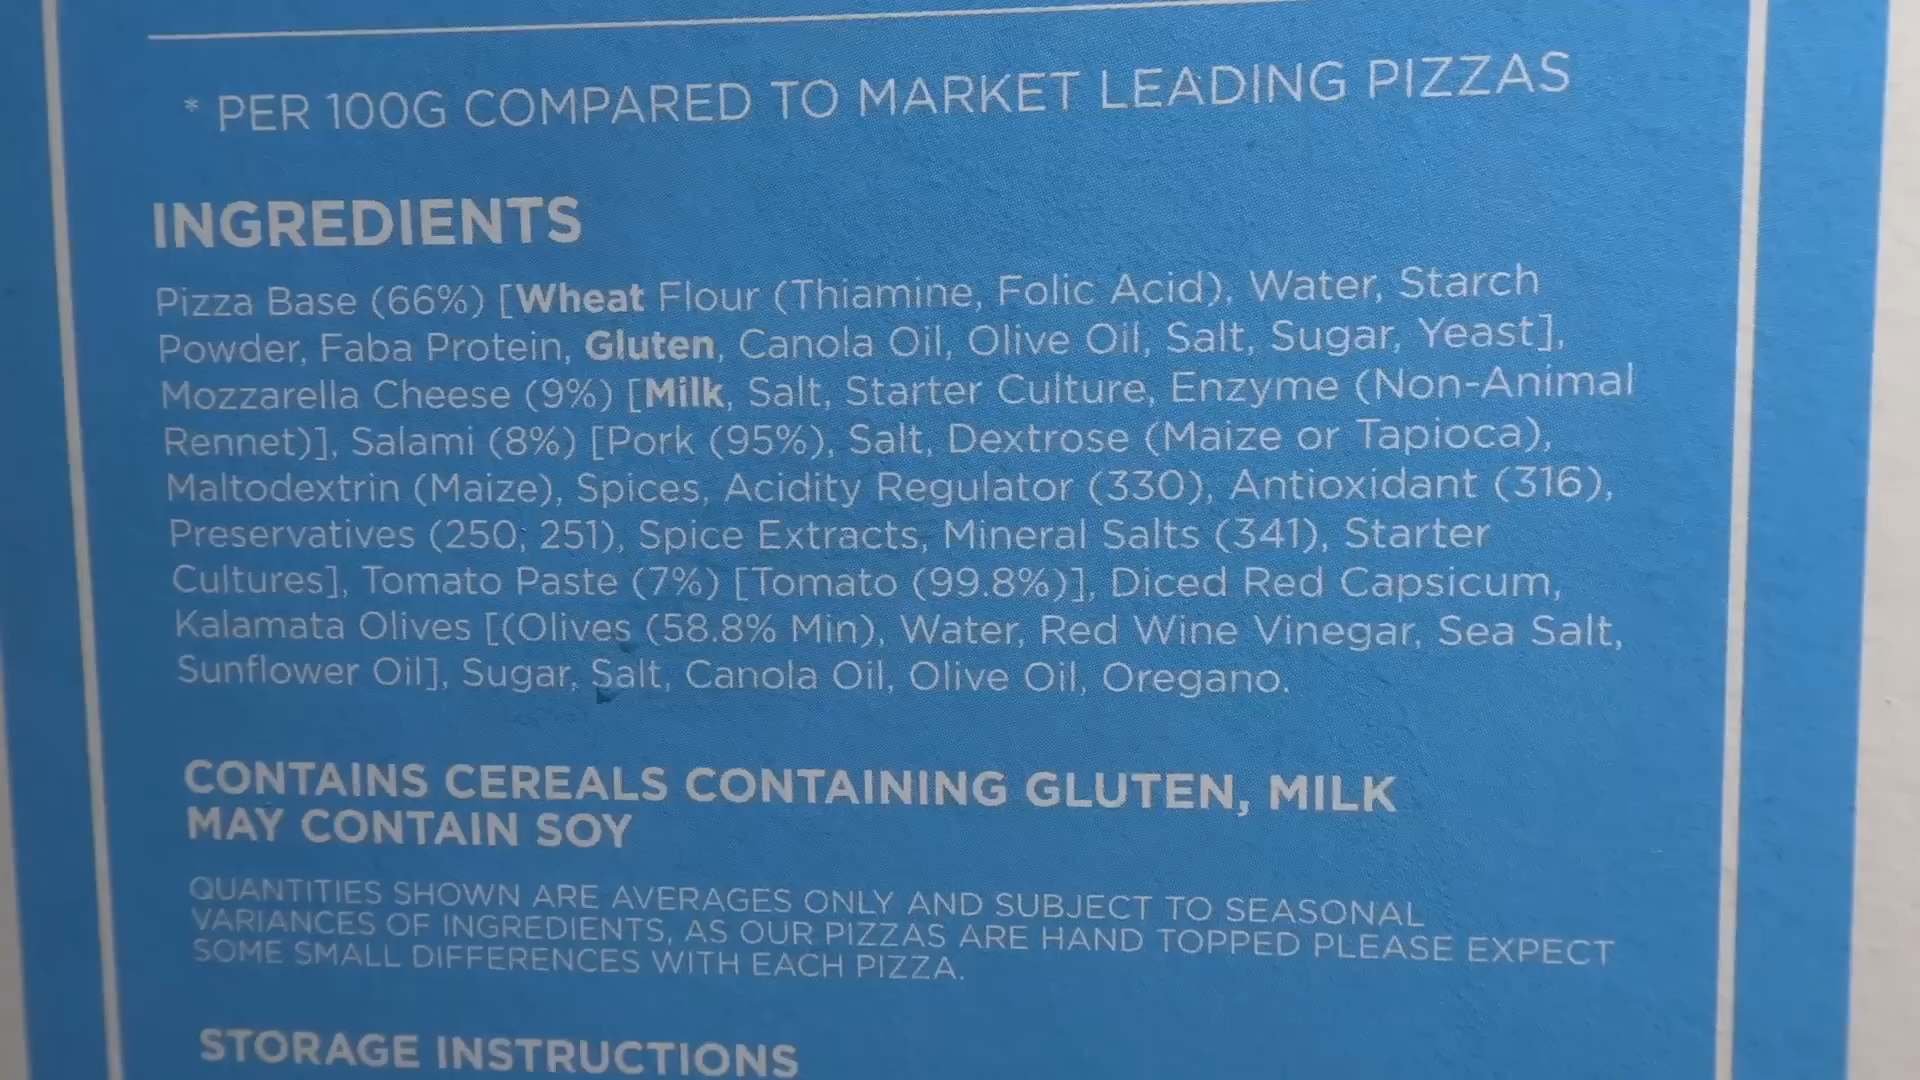 * PER 100G COMPARED TO MARKET LEADING PIZZAS
INGREDIENTS
Pizza Base (66%) [Wheat Flour (Thiamine, Folic Acid), Water, Starch
Powder, Faba Protein, Gluten, Canola Oil, Olive Oil, Salt, Sugar, Yeast],
Mozzarella Cheese (9%) [Milk, Salt, Starter Culture, Enzyme (Non-Animal
Rennet)], Salami (8%) [Pork (95%), Salt, Dextrose (Maize or Tapioca),
Maltodextrin (Maize), Spices, Acidity Regulator (330), Antioxidant (316),
Preservatives (250; 251), Spice Extracts, Mineral Salts (341), Starter
Cultures], Tomato Paste (7%) [Tomato (99.8%)], Diced Red Capsicum,
Kalamata Olives [(Olives (58.8% Min), Water, Red Wine Vinegar, Sea Salt,
Sunflower Oil], Sugar, Salt, Canola Oil, Olive Oil, Oregano.
CONTAINS CEREALS CONTAINING GLUTEN, MILK
MAY CONTAIN SOY
QUANTITIES SHOWN ARE AVERAGES ONLY AND SUBJECT TO SEASONAL
VARIANCES OF INGREDIENTS, AS OUR PIZZAS ARE HAND TOPPED PLEASE EXPECT
SOME SMALL DIFFERENCES WITH EACH PIZZA.
STORAGE INSTRUCTIONS